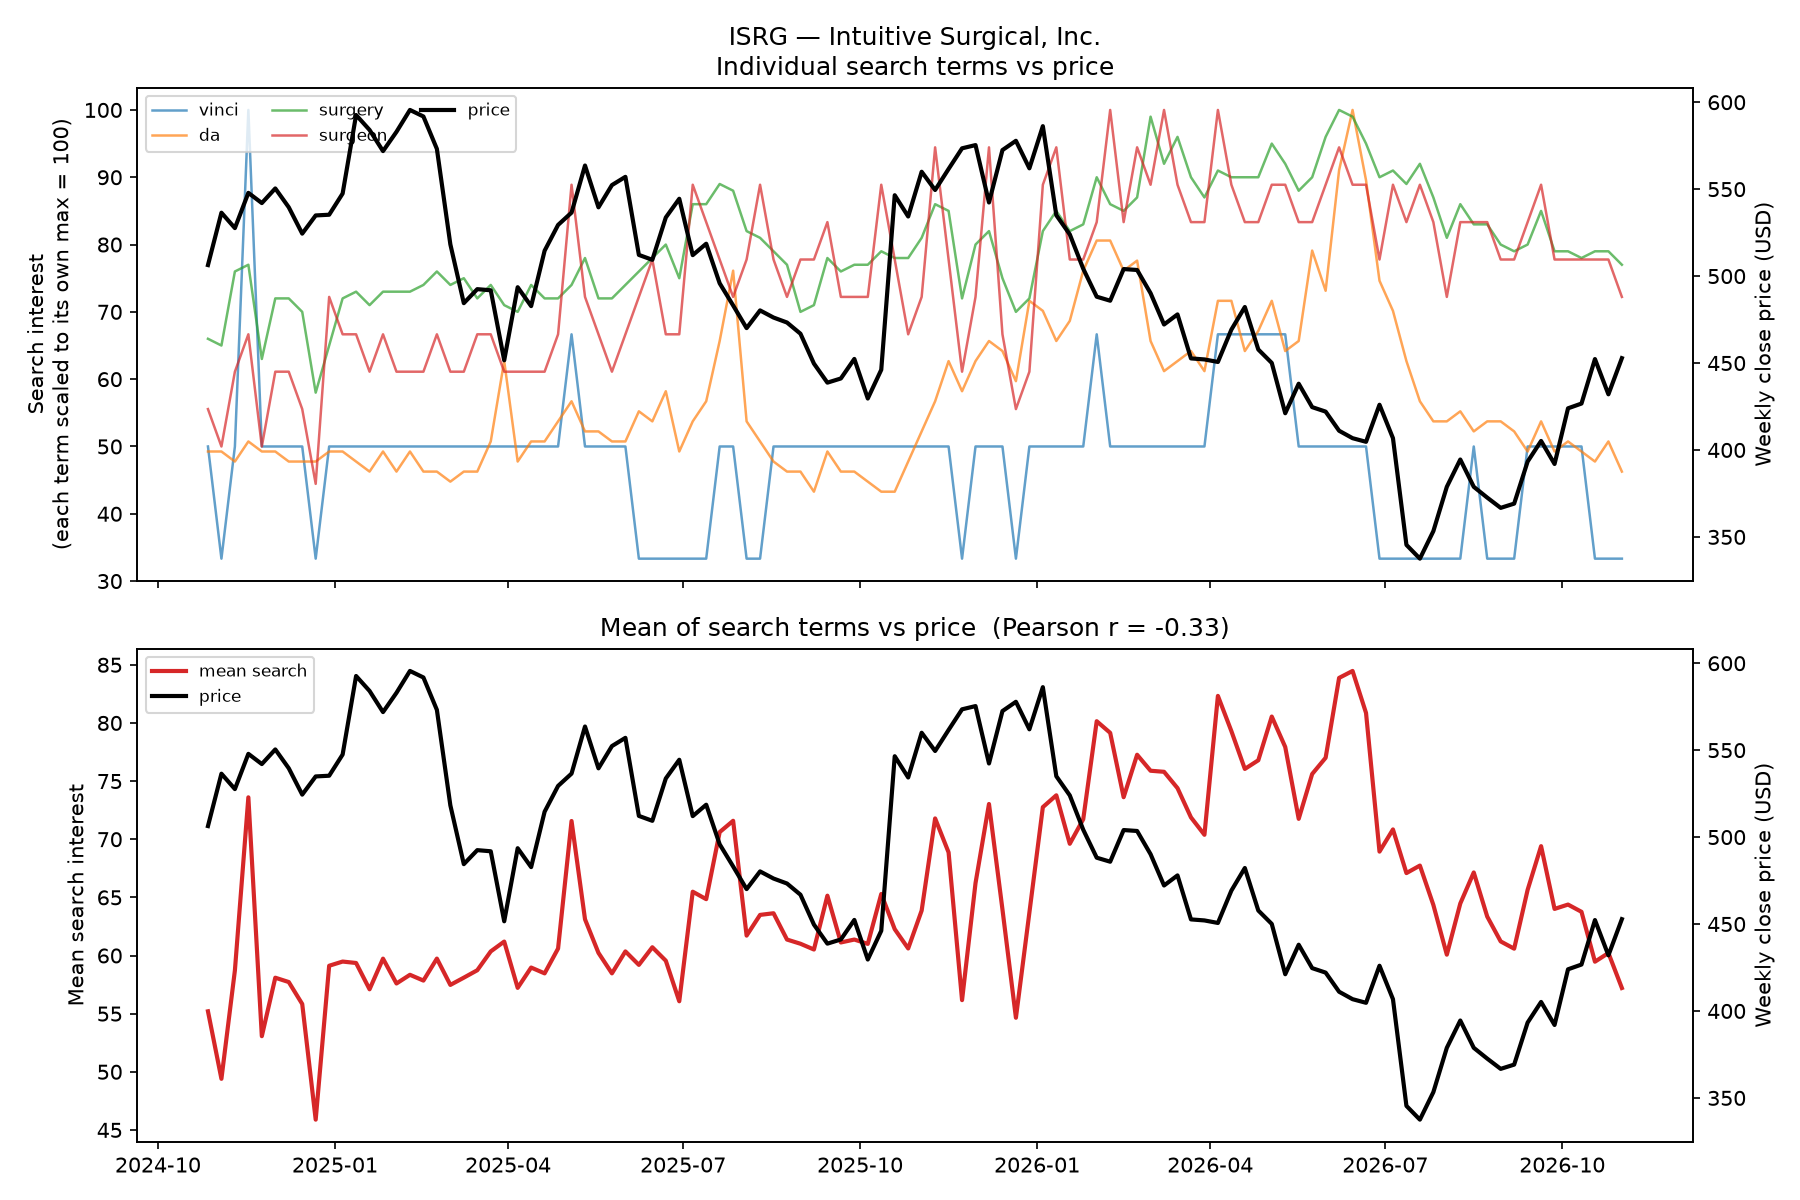 ISRG — Intuitive Surgical, Inc.
Individual search terms vs price
vinci
da
surgery
surgeon
price
Search interest
(each term scaled to its own max = 100)
100
90
80
70
60
50
40
30
600
550
500
450
400
350
Weekly close price (USD)
Mean of search terms vs price (Pearson r = -0.33)
mean search
price
Mean search interest
85
80
75
70
65
60
55
50
45
600
550
500
450
400
350
Weekly close price (USD)
2024-10 2025-01 2025-04 2025-07 2025-10 2026-01 2026-04 2026-07 2026-10